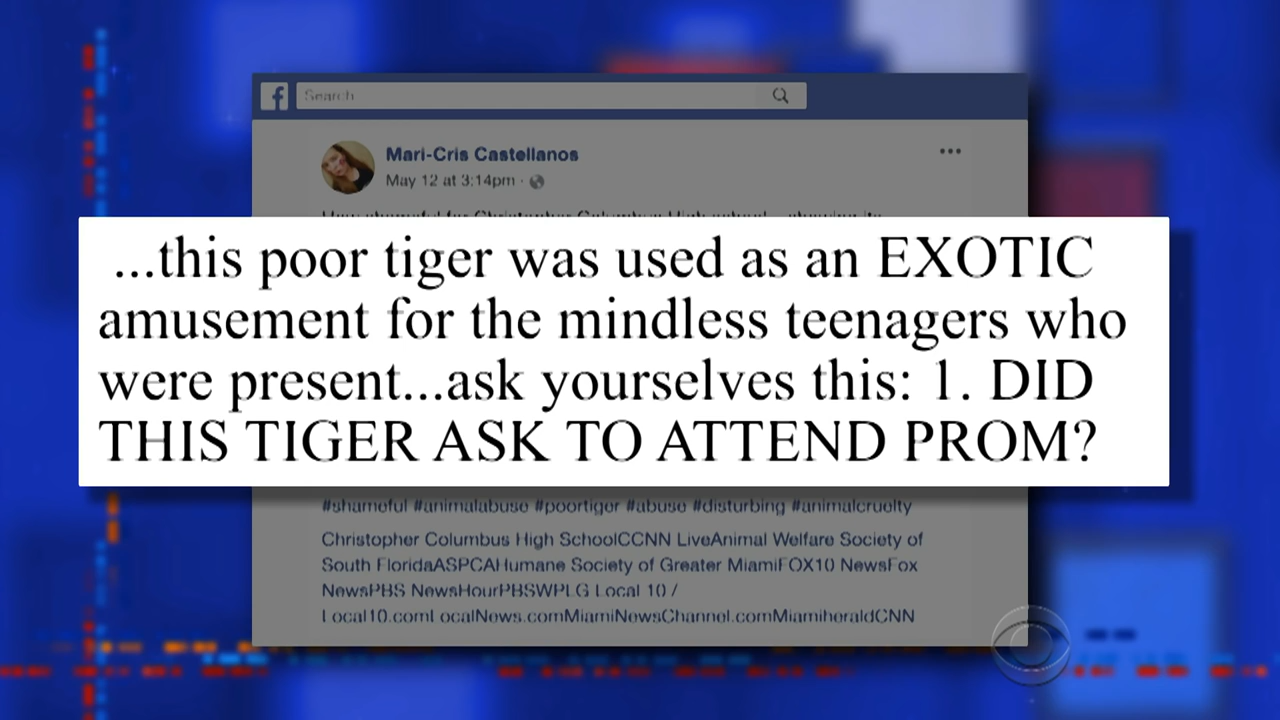 f Search
Mari-Cris Castellanos
May 12 at 3:14pm ·
...this poor tiger was used as an EXOTIC
amusement for the mindless teenagers who
were present...ask yourselves this: 1. DID
THIS TIGER ASK TO ATTEND PROM?
#shameful #animalabuse #poortiger #abuse #disturbing #animalcruelty
Christopher Columbus High SchoolCCNN LiveAnimal Welfare Society of
South FloridaASPCAHumane Society of Greater MiamiFOX10 NewsFox
NewsPBS NewsHourPBSWPLG Local 10 /
Local10.comLocalNews.comMiamiNewsChannel.comMiamiheraldCNN